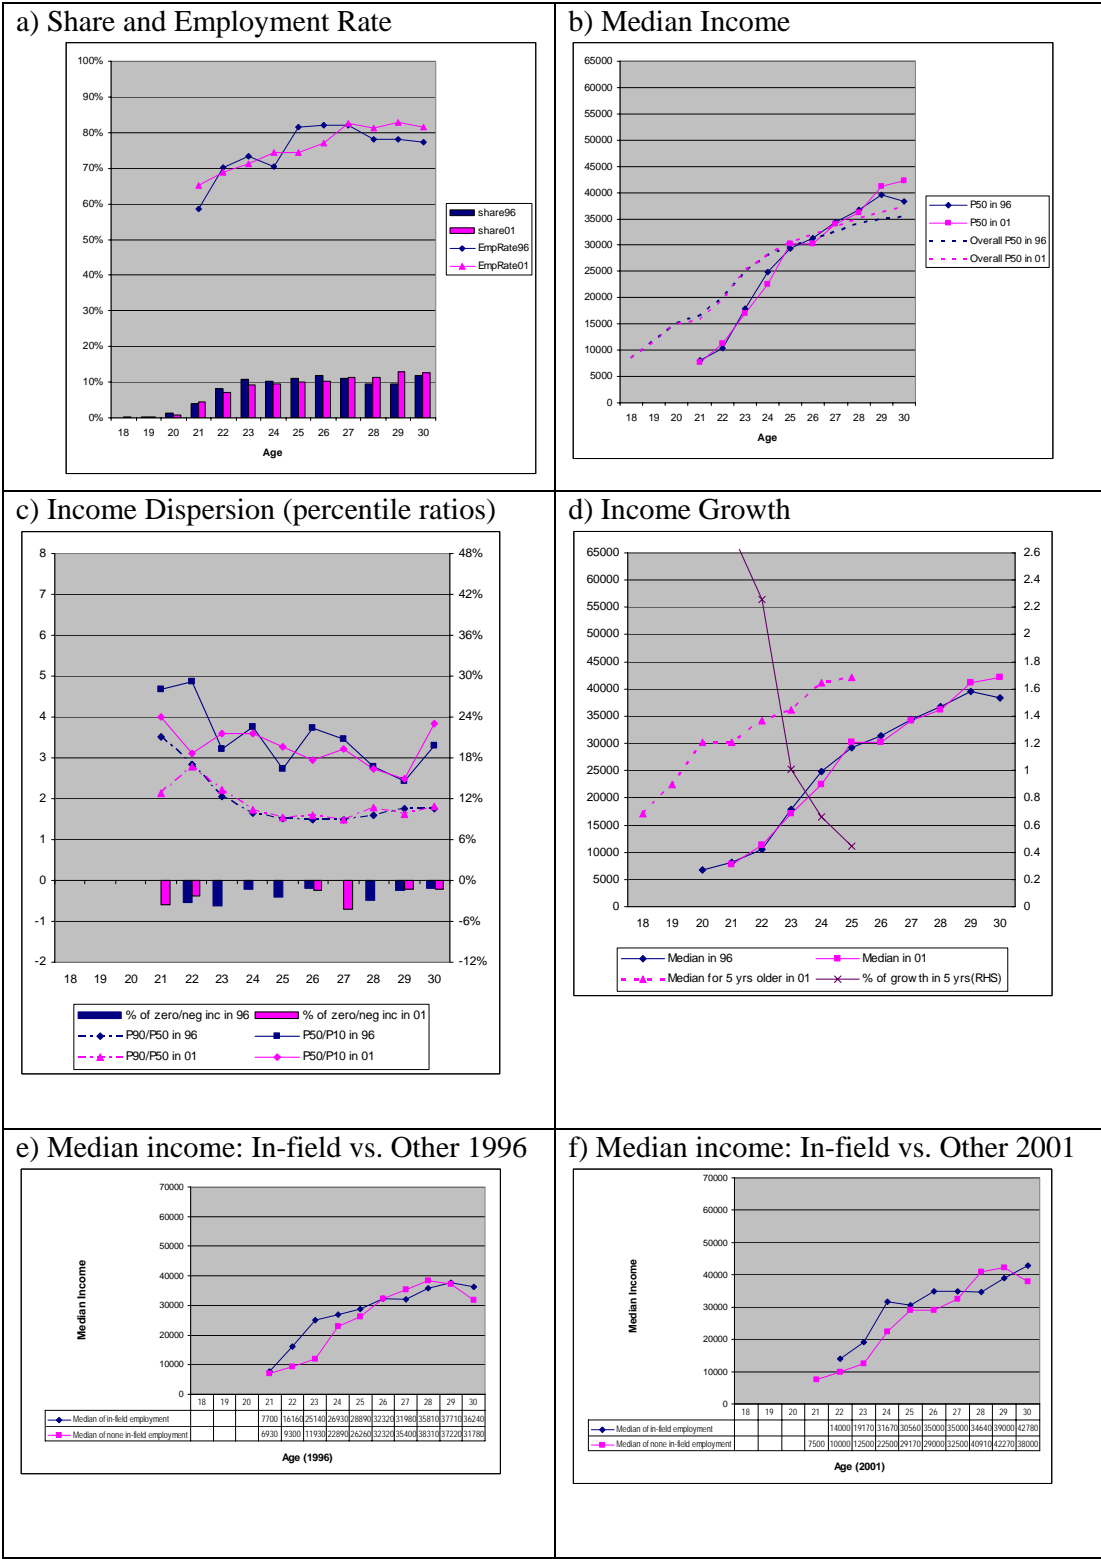 a) Share and Employment Rate
100%
90%
80%
70%
60%
50%
40%
30%
20%
10%
0%
18 19 20 21 22 23 24 25 26 27 28 29 30
Age
share96
share01
EmpRate96
EmpRate01
b) Median Income
65000
60000
55000
50000
45000
40000
35000
30000
25000
20000
15000
10000
5000
0
18 19 20 21 22 23 24 25 26 27 28 29 30
Age
P50 in 96
P50 in 01
Overall P50 in 96
Overall P50 in 01
c) Income Dispersion (percentile ratios)
8 48%
7 42%
6 36%
5 30%
4 24%
3 18%
2 12%
1 6%
0 0%
-1 -6%
-2 -12%
18 19 20 21 22 23 24 25 26 27 28 29 30
% of zero/neg inc in 96 % of zero/neg inc in 01
P90/P50 in 96 P50/P10 in 96
P90/P50 in 01 P50/P10 in 01
d) Income Growth
65000 2.6
60000 2.4
55000 2.2
50000 2
45000 1.8
40000 1.6
35000 1.4
30000 1.2
25000 1
20000 0.8
15000 0.6
10000 0.4
5000 0.2
0 0
18 19 20 21 22 23 24 25 26 27 28 29 30
Median in 96 Median in 01
Median for 5 yrs older in 01 % of growth in 5 yrs(RHS)
e) Median income: In-field vs. Other 1996
Median Income
70000
60000
50000
40000
30000
20000
10000
0
18 19 20 21 22 23 24 25 26 27 28 29 30
Median of in-field employment 7700 16160 25140 26930 28890 32320 31980 35810 37710 36240
Median of none in-field employment 6930 9300 11930 22890 26260 32320 35400 38310 37220 31780
Age (1996)
f) Median income: In-field vs. Other 2001
Median Income
70000
60000
50000
40000
30000
20000
10000
0
18 19 20 21 22 23 24 25 26 27 28 29 30
Median of in-field employment 14000 19170 31670 30560 35000 35000 34640 39000 42780
Median of none in-field employment 7500 10000 12500 22500 29170 29000 32500 40910 42270 38000
Age (2001)